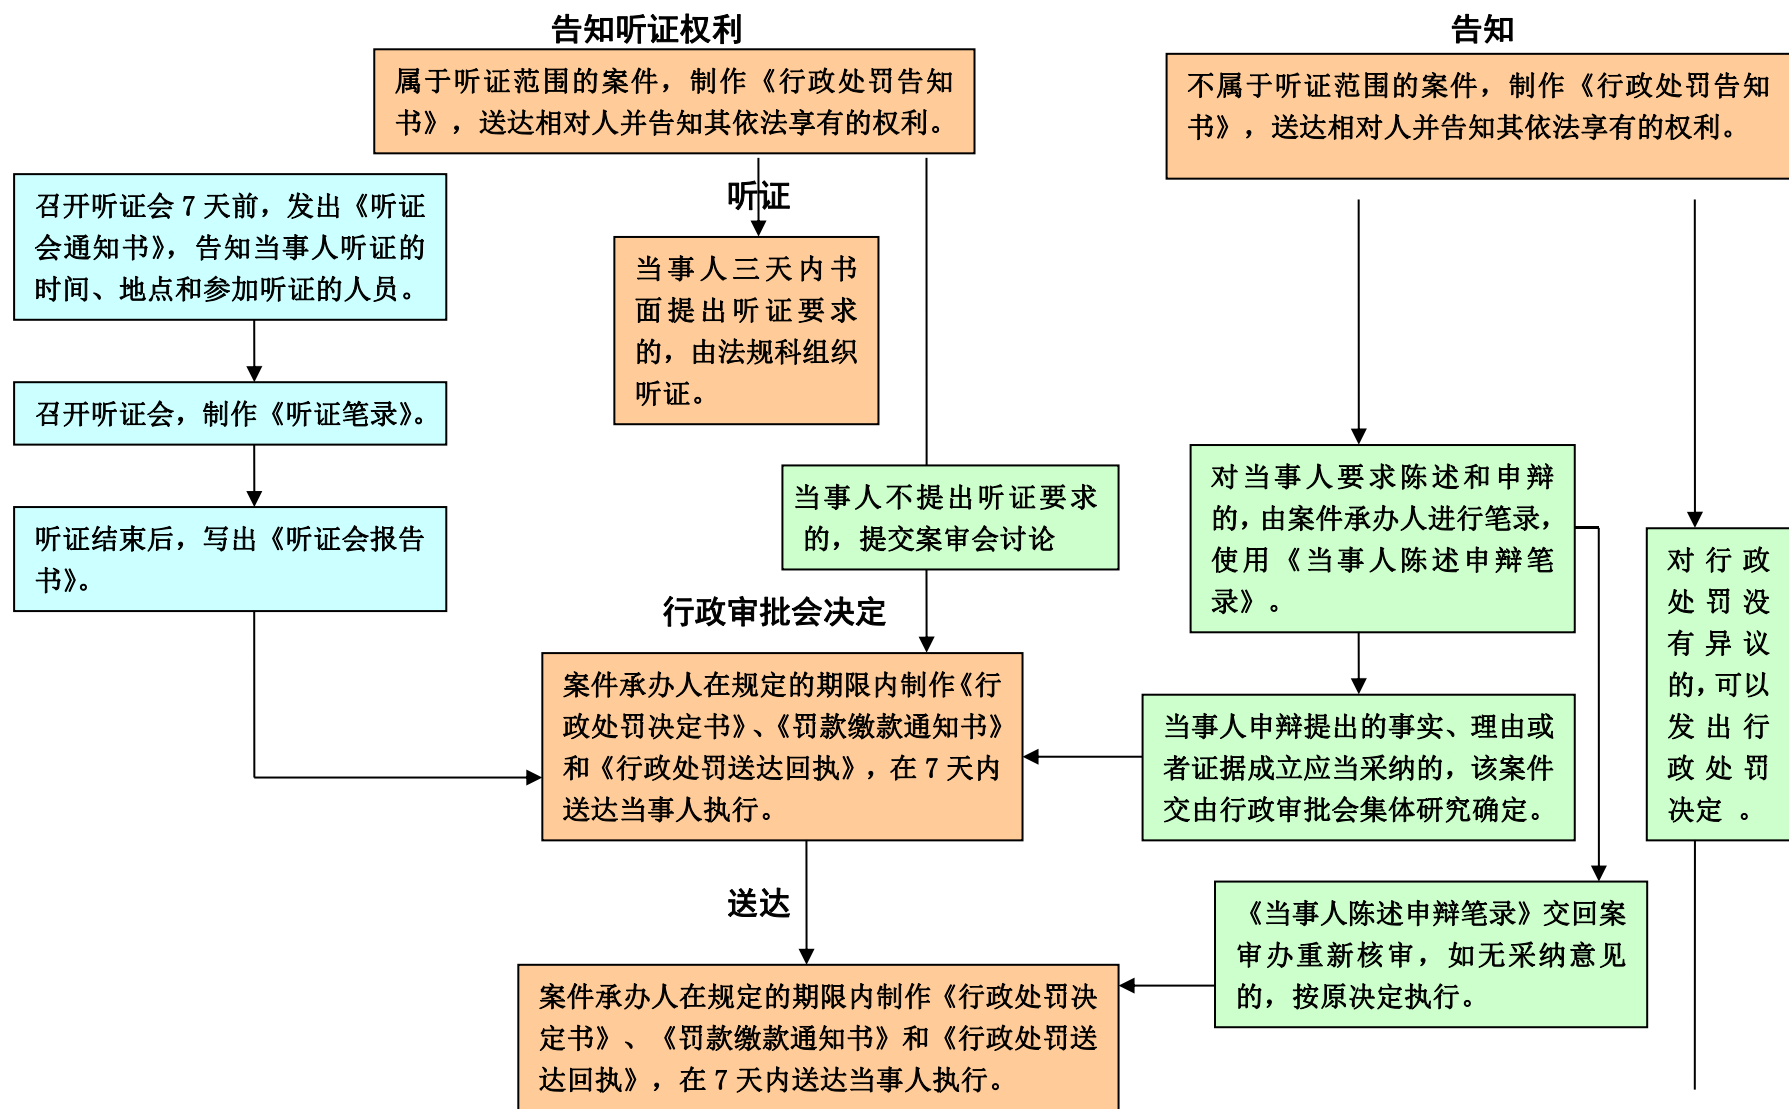 告知听证权利
属于听证范围的案件，制作《行政处罚告知
书》，送达相对人并告知其依法享有的权利。
告知
不属于听证范围的案件，制作《行政处罚告知
书》，送达相对人并告知其依法享有的权利。
召开听证会 7 天前，发出《听证
会通知书》，告知当事人听证的
时间、地点和参加听证的人员。
听证
当事人三天内书
面提出听证要求
的，由法规科组织
听证。
召开听证会，制作《听证笔录》。
听证结束后，写出《听证会报告
书》。
当事人不提出听证要求
的，提交案审会讨论
对当事人要求陈述和申辩
的，由案件承办人进行笔录，
使用《当事人陈述申辩笔
录》。
对行政
处罚没
有异议
的，可以
发出行
政处罚
决定 。
行政审批会决定
案件承办人在规定的期限内制作《行
政处罚决定书》、《罚款缴款通知书》
和《行政处罚送达回执》，在 7 天内
送达当事人执行。
当事人申辩提出的事实、理由或
者证据成立应当采纳的，该案件
交由行政审批会集体研究确定。
送达
《当事人陈述申辩笔录》交回案
审办重新核审，如无采纳意见
的，按原决定执行。
案件承办人在规定的期限内制作《行政处罚决
定书》、《罚款缴款通知书》和《行政处罚送
达回执》，在 7 天内送达当事人执行。